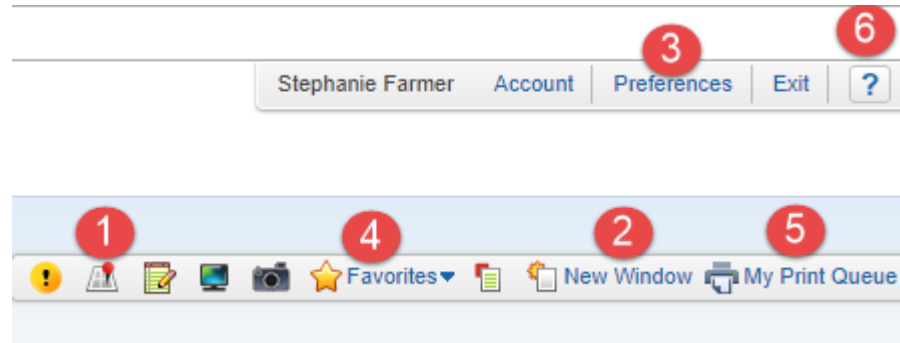 3 6
Stephanie Farmer Account Preferences Exit ?
1 4 2 5
! Favorites New Window My Print Queue